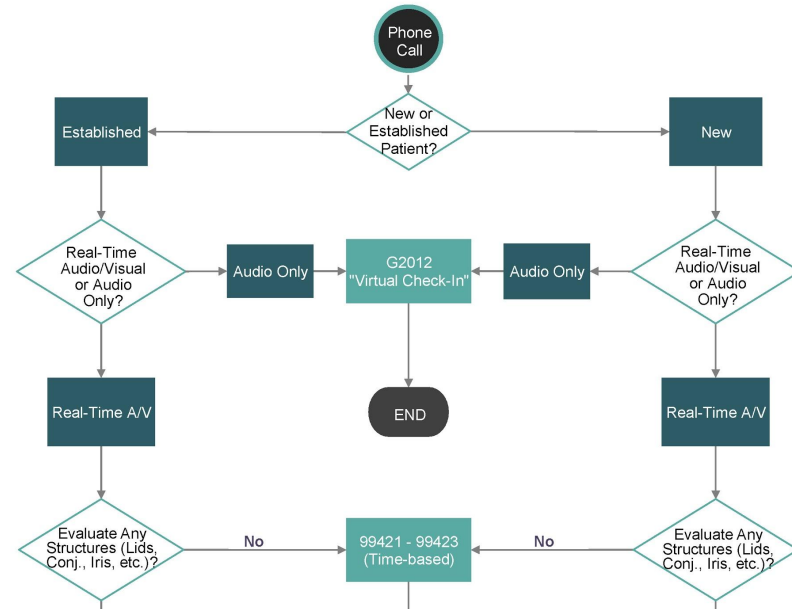 Phone
Call
New or
Established
Patient?
Established
New
Real-Time
Audio/Visual
or Audio
Only?
Audio Only
G2012
"Virtual Check-In"
Audio Only
Real-Time
Audio/Visual
or Audio
Only?
Real-Time A/V
END
Real-Time A/V
Evaluate Any
Structures (Lids,
Conj., Iris, etc.)?
No
99421 - 99423
(Time-based)
No
Evaluate Any
Structures (Lids,
Conj., Iris, etc.)?